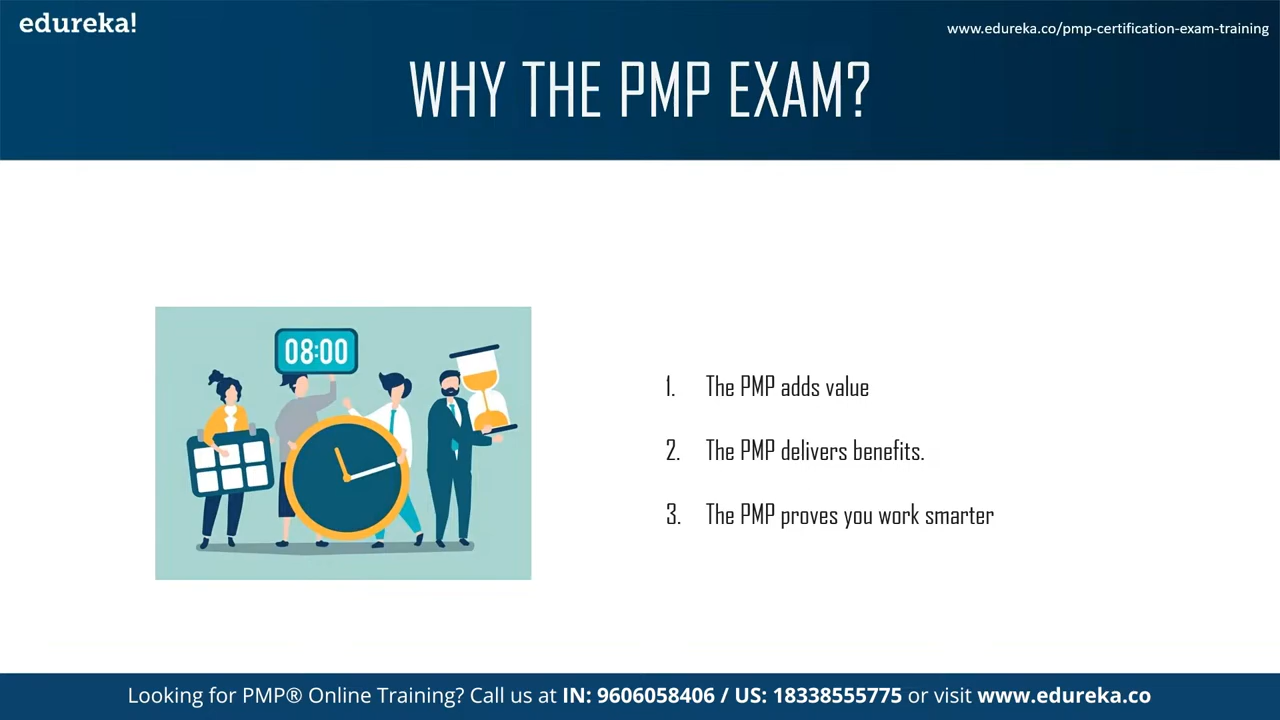 edureka!
www.edureka.co/pmp-certification-exam-training
WHY THE PMP EXAM?
08:00
1. The PMP adds value
2. The PMP delivers benefits.
3. The PMP proves you work smarter
Looking for PMP® Online Training? Call us at IN: 9606058406 / US: 18338555775 or visit www.edureka.co